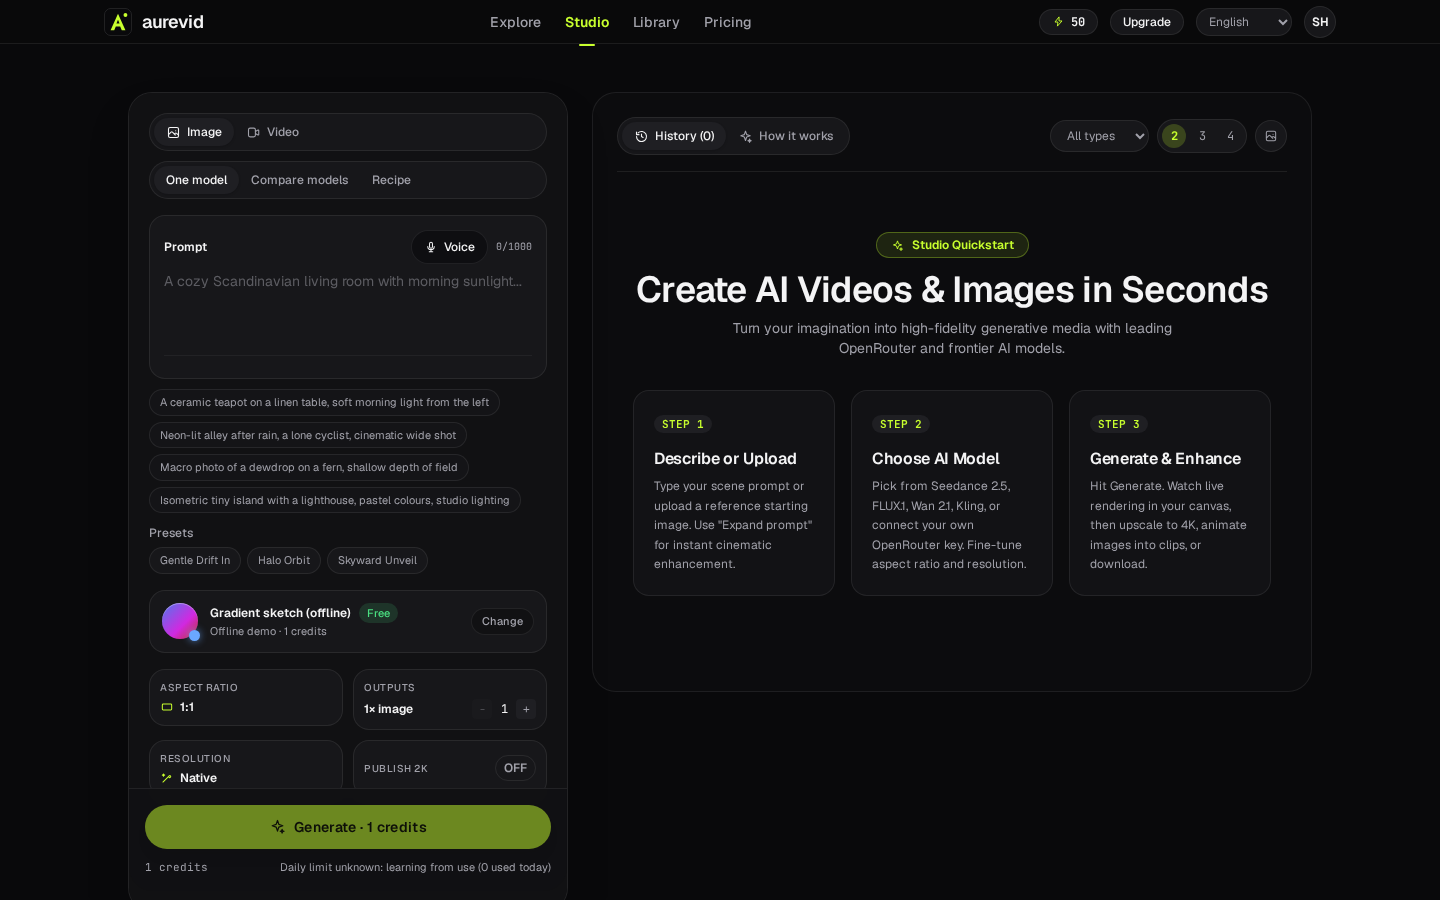 aurevid
Explore
Studio
Library
Pricing
50
Upgrade
English
SH
Image
Video
One model
Compare models
Recipe
Prompt
Voice
0/1000
A cozy Scandinavian living room with morning sunlight...
A ceramic teapot on a linen table, soft morning light from the left
Neon-lit alley after rain, a lone cyclist, cinematic wide shot
Macro photo of a dewdrop on a fern, shallow depth of field
Isometric tiny island with a lighthouse, pastel colours, studio lighting
Presets
Gentle Drift In
Halo Orbit
Skyward Unveil
Gradient sketch (offline)
Free
Offline demo · 1 credits
Change
ASPECT RATIO
1:1
OUTPUTS
1× image
- 1 +
RESOLUTION
Native
PUBLISH 2K
OFF
Generate · 1 credits
1 credits
Daily limit unknown: learning from use (0 used today)
History (0)
How it works
All types
2
3
4
Studio Quickstart
Create AI Videos & Images in Seconds
Turn your imagination into high-fidelity generative media with leading
OpenRouter and frontier AI models.
STEP 1
Describe or Upload
Type your scene prompt or
upload a reference starting
image. Use "Expand prompt"
for instant cinematic
enhancement.
STEP 2
Choose AI Model
Pick from Seedance 2.5,
FLUX.1, Wan 2.1, Kling, or
connect your own
OpenRouter key. Fine-tune
aspect ratio and resolution.
STEP 3
Generate & Enhance
Hit Generate. Watch live
rendering in your canvas,
then upscale to 4K, animate
images into clips, or
download.